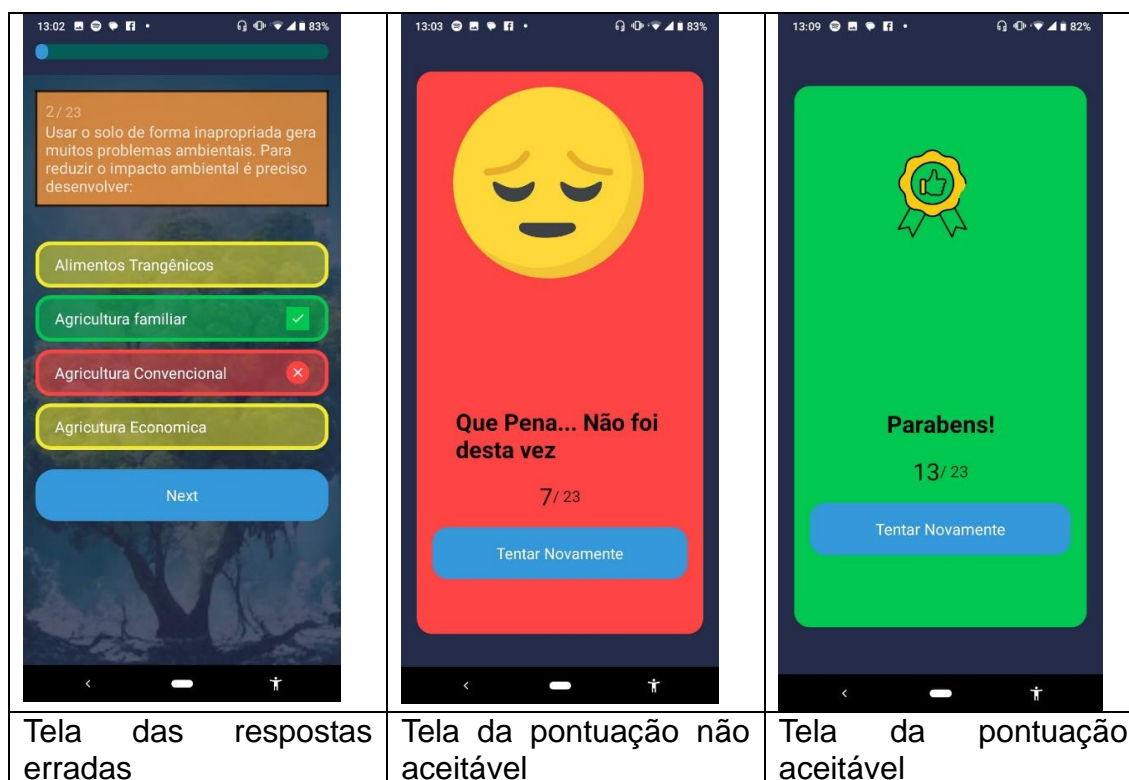 13:02
83%
2/ 23
Usar o solo de forma inapropriada gera
muitos problemas ambientais. Para
reduzir o impacto ambiental é preciso
desenvolver:
Alimentos Trangênicos
Agricultura familiar
Agricultura Convencional
Agricutura Economica
Next
Tela das respostas
erradas
13:03
83%
Que Pena... Não foi
desta vez
7/ 23
Tentar Novamente
Tela da pontuação não
aceitável
13:09
82%
Parabens!
13/ 23
Tentar Novamente
Tela da pontuação
aceitável